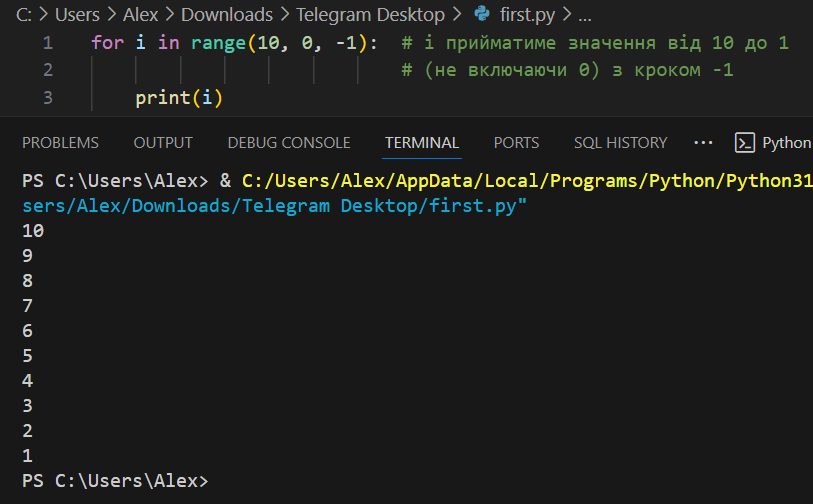 C: > Users > Alex > Downloads > Telegram Desktop > first.py > ...
1 for i in range(10, 0, -1): # і прийматиме значення від 10 до 1
2 # (не включаючи 0) з кроком -1
3 print(i)
PROBLEMS OUTPUT DEBUG CONSOLE TERMINAL PORTS SQL HISTORY ··· Python
PS C:\Users\Alex> & C:/Users/Alex/AppData/Local/Programs/Python/Python31
sers/Alex/Downloads/Telegram Desktop/first.py"
10
9
8
7
6
5
4
3
2
1
PS C:\Users\Alex>